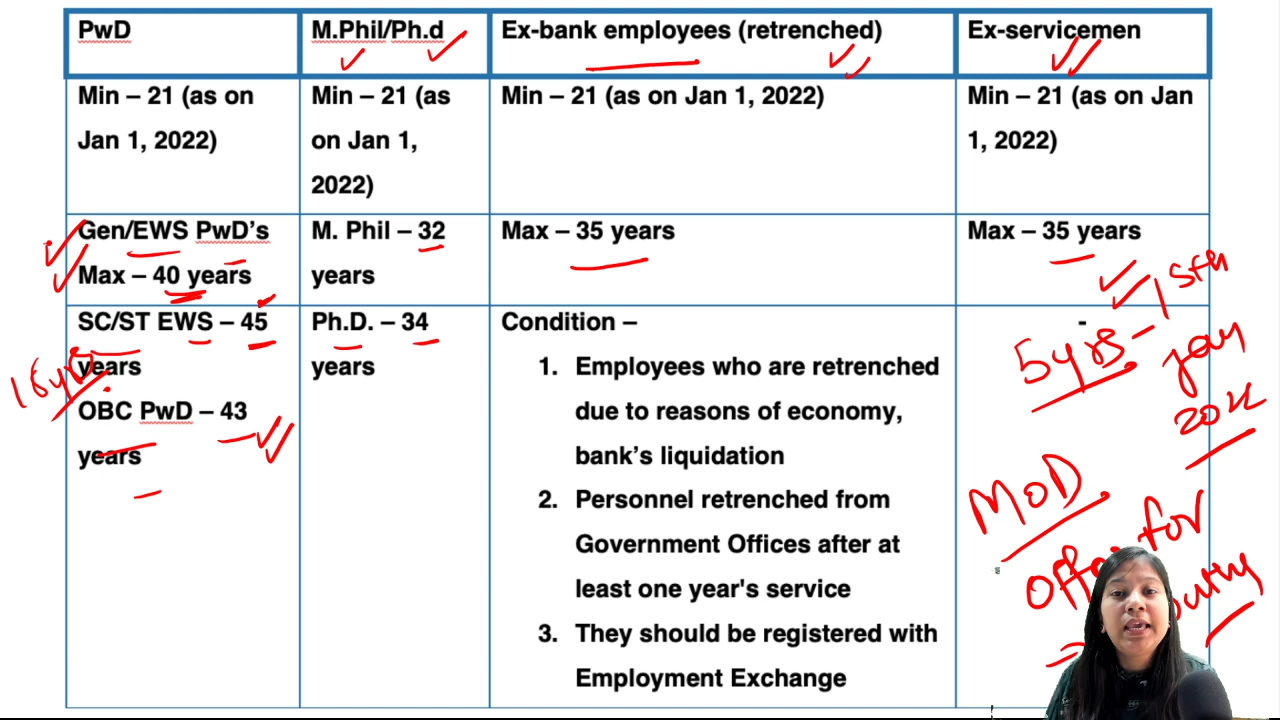 PwD
M.Phil/Ph.d
Ex-bank employees (retrenched)
Ex-servicemen
Min – 21 (as on
Jan 1, 2022)
Min – 21 (as
on Jan 1,
2022)
Min – 21 (as on Jan 1, 2022)
Min – 21 (as on Jan
1, 2022)
Gen/EWS PwD's
Max – 40 years
M. Phil – 32
years
Max – 35 years
Max – 35 years
SC/ST EWS – 45
years
OBC PwD – 43
years
Ph.D. – 34
years
Condition –
1. Employees who are retrenched
due to reasons of economy,
bank's liquidation
2. Personnel retrenched from
Government Offices after at
least one year's service
3. They should be registered with
Employment Exchange
-
5yrs –
Jan
MoD
for